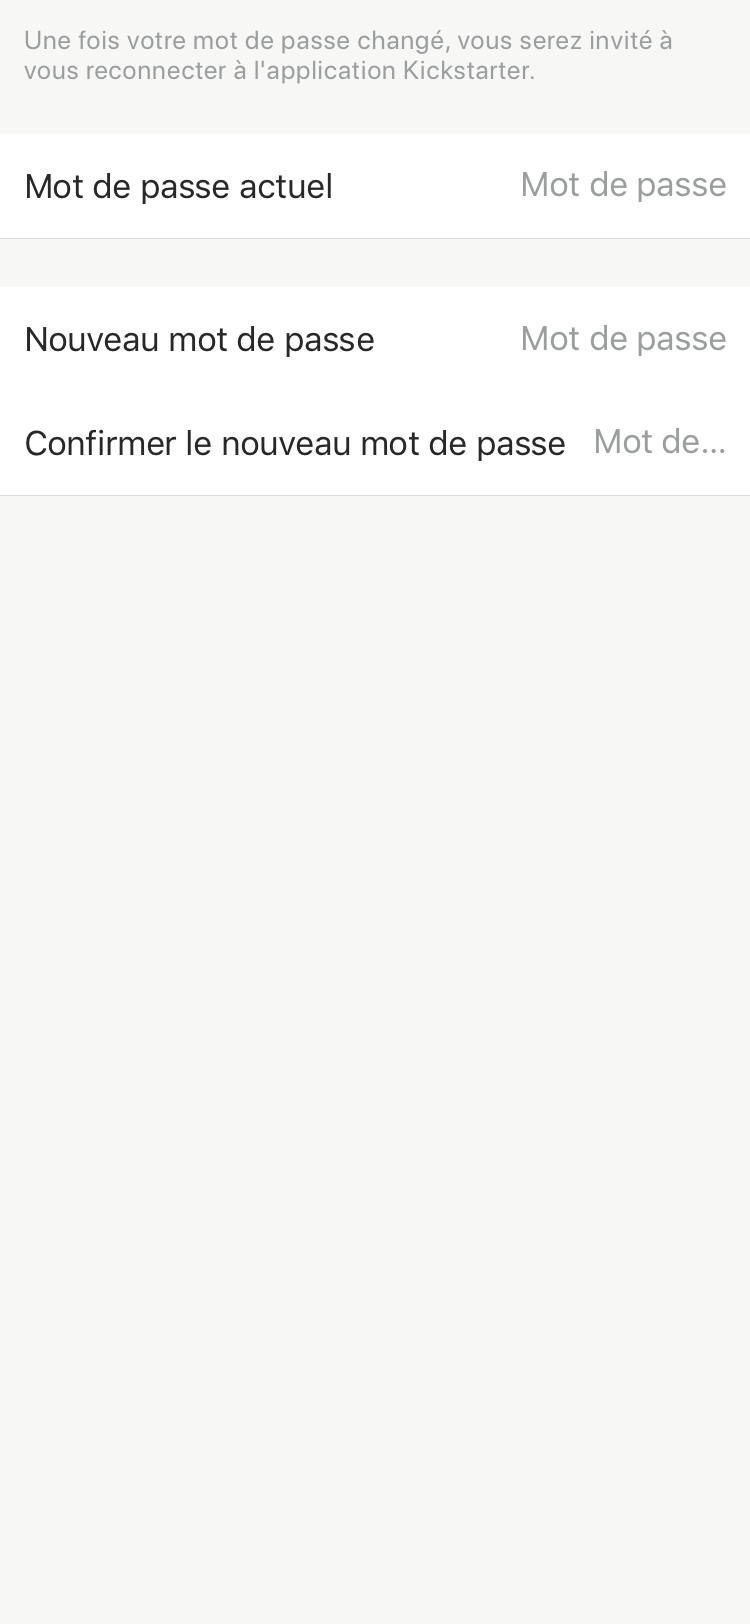 Une fois votre mot de passe changé, vous serez invité à
vous reconnecter à l'application Kickstarter.
Mot de passe actuel Mot de passe
Nouveau mot de passe Mot de passe
Confirmer le nouveau mot de passe Mot de...